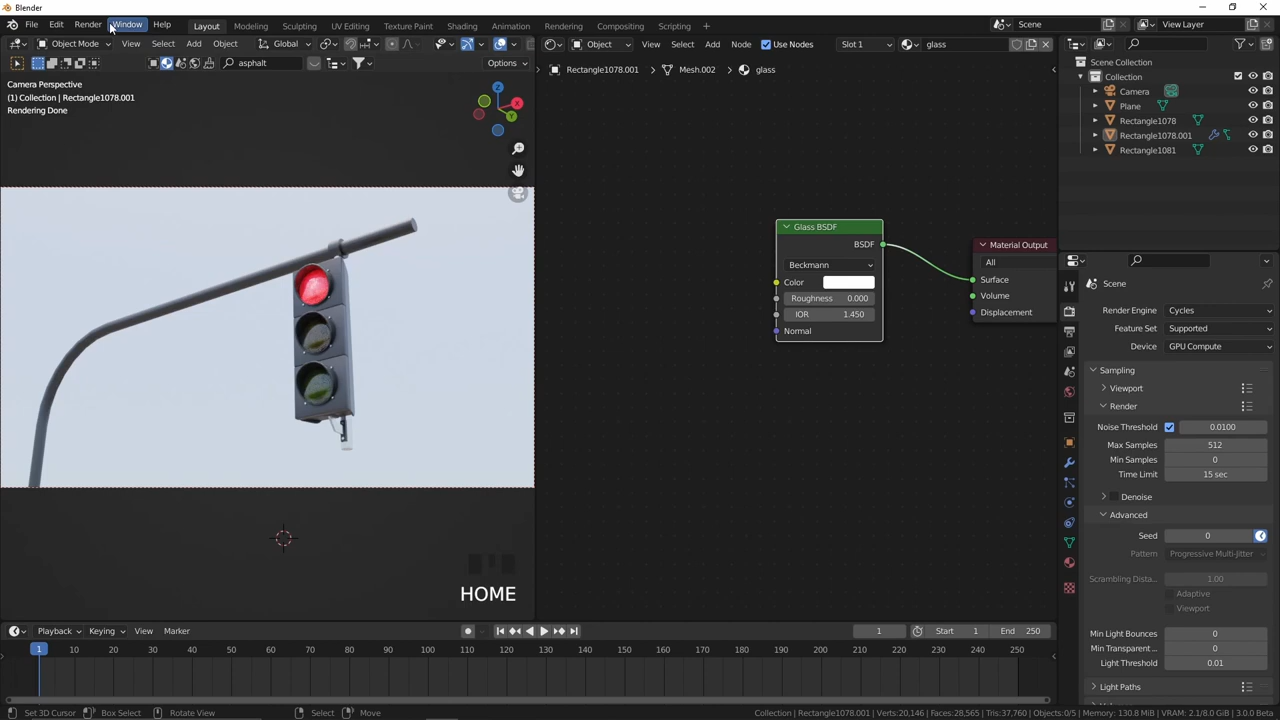 Blender
File Edit Render Window Help Layout Modeling Sculpting UV Editing Texture Paint Shading Animation Rendering Compositing Scripting + Scene View Layer
Object Mode View Select Add Object Global Object View Select Add Node Use Nodes Slot 1 glass
asphalt Options Rectangle1078.001 Mesh.002 glass
Camera Perspective
(1) Collection | Rectangle1078.001
Rendering Done
Z X Y
Scene Collection
Collection
Camera
Plane
Rectangle1078
Rectangle1078.001
Rectangle1081
Glass BSDF
BSDF
Beckmann
Color
Roughness 0.000
IOR 1.450
Normal
Material Output
All
Surface
Volume
Displacement
Scene
Render Engine Cycles
Feature Set Supported
Device GPU Compute
Sampling
Viewport
Render
Noise Threshold 0.0100
Max Samples 512
Min Samples 0
Time Limit 15 sec
Denoise
Advanced
Seed 0
Pattern Progressive Multi-Jitter
Scrambling Dista... 1.00
Adaptive
Viewport
Min Light Bounces 0
Min Transparent ... 0
Light Threshold 0.01
Light Paths
HOME
Playback Keying View Marker 1 Start 1 End 250
1 10 20 30 40 50 60 70 80 90 100 110 120 130 140 150 160 170 180 190 200 210 220 230 240 250
Set 3D Cursor Box Select Rotate View Select Move Collection | Rectangle1078.001 | Verts:20,146 | Faces:28,565 | Tris:37,760 | Objects:0/5 | Memory: 130.8 MiB | VRAM: 2.1/8.0 GiB | 3.0.0 Beta